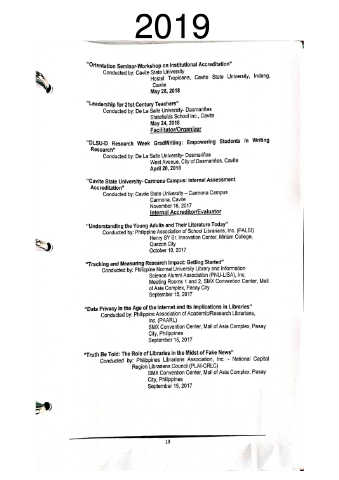 2019
"Orientation Seminar-Workshop on Institutional Accreditation"
Conducted by: Cavite State University
Hostel Tropicana, Cavite State University, Indang,
Cavite
May 28, 2018
"Leadership for 21st Century Teachers"
Conducted by: De La Salle University- Dasmariñas
Statefields School Inc., Cavite
May 24, 2018
Facilitator/Organizer
"DLSU-D Research Week GradWriting: Empowering Students in Writing
Research"
Conducted by: De La Salle University- Dasmariñas
West Avenue, City of Dasmariñas, Cavite
April 20, 2018
"Cavite State University- Carmona Campus: Internal Assessment
Accreditation"
Conducted by: Cavite State University – Carmona Campus
Carmona, Cavite
November 16, 2017
Internal Accreditor/Evaluator
"Understanding the Young Adults and Their Literature Today"
Conducted by: Philippine Association of School Librarians, Inc. (PALSI)
Henry SY Sr. Innovation Center, Miriam College,
Quezon City
October 19, 2017
"Tracking and Measuring Research Impact: Getting Started"
Conducted by: Philippine Normal University Library and Information
Science Alumni Association (PNU-LISA), Inc.
Meeting Rooms 1 and 2, SMX Convention Center, Mall
of Asia Complex, Pasay City
September 15, 2017
"Data Privacy in the Age of the Internet and Its Implications in Libraries"
Conducted by: Philippine Association of Academic/Research Librarians,
Inc. (PAARL)
SMX Convention Center, Mall of Asia Complex, Pasay
City, Philippines
September 15, 2017
"Truth Be Told: The Role of Libraries in the Midst of Fake News"
Conducted by: Philippines Librarians Association, Inc. - National Capital
Region Librarians Council (PLAI-CRLC)
SMX Convention Center, Mall of Asia Complex, Pasay
City, Philippines
September 15, 2017